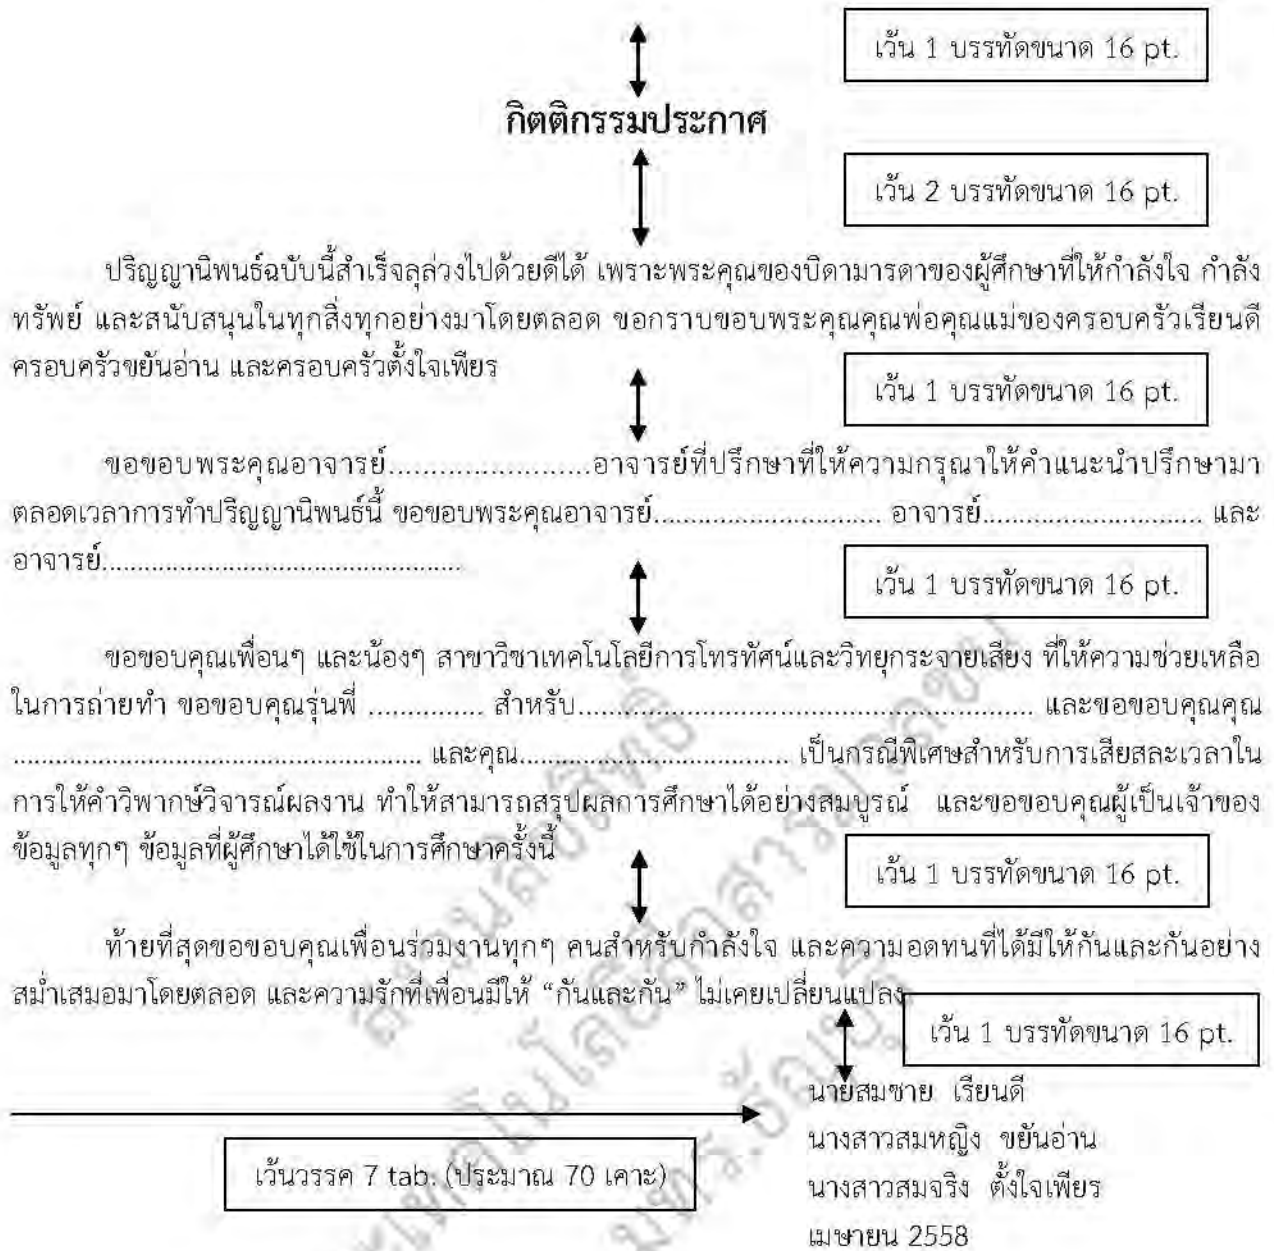 เว้น 1 บรรทัดขนาด 16 pt.
กิตติกรรมประกาศ
เว้น 2 บรรทัดขนาด 16 pt.
ปริญญานิพนธ์ฉบับนี้สำเร็จลุล่วงไปด้วยดีได้ เพราะพระคุณของบิดามารดาของผู้ศึกษาที่ให้กำลังใจ กำลัง
ทรัพย์ และสนับสนุนในทุกสิ่งทุกอย่างมาโดยตลอด ขอกราบขอบพระคุณคุณพ่อคุณแม่ของครอบครัวเรียนดี
ครอบครัวขยันอ่าน และครอบครัวตั้งใจเพียร
เว้น 1 บรรทัดขนาด 16 pt.
ขอขอบพระคุณอาจารย์........................อาจารย์ที่ปรึกษาที่ให้ความกรุณาให้คำแนะนำปรึกษามา
ตลอดเวลาการทำปริญญานิพนธ์นี้ ขอขอบพระคุณอาจารย์.............................. อาจารย์............................. และ
อาจารย์................................................
เว้น 1 บรรทัดขนาด 16 pt.
ขอขอบคุณเพื่อนๆ และน้องๆ สาขาวิชาเทคโนโลยีการโทรทัศน์และวิทยุกระจายเสียง ที่ให้ความช่วยเหลือ
ในการถ่ายทำ ขอขอบคุณรุ่นพี่ ............... สำหรับ............................................................ และขอขอบคุณคุณ
...................................................... และคุณ.................................... เป็นกรณีพิเศษสำหรับการเสียสละเวลาใน
การให้คำวิพากษ์วิจารณ์ผลงาน ทำให้สามารถสรุปผลการศึกษาได้อย่างสมบูรณ์ และขอขอบคุณผู้เป็นเจ้าของ
ข้อมูลทุกๆ ข้อมูลที่ผู้ศึกษาได้ใช้ในการศึกษาครั้งนี้
เว้น 1 บรรทัดขนาด 16 pt.
ท้ายที่สุดขอขอบคุณเพื่อนร่วมงานทุกๆ คนสำหรับกำลังใจ และความอดทนที่ได้มีให้กันและกันอย่าง
สม่ำเสมอมาโดยตลอด และความรักที่เพื่อนมีให้ “กันและกัน” ไม่เคยเปลี่ยนแปลง
เว้น 1 บรรทัดขนาด 16 pt.
นายสมชาย เรียนดี
นางสาวสมหญิง ขยันอ่าน
เว้นวรรค 7 tab. (ประมาณ 70 เคาะ)
นางสาวสมจริง ตั้งใจเพียร
เมษายน 2558